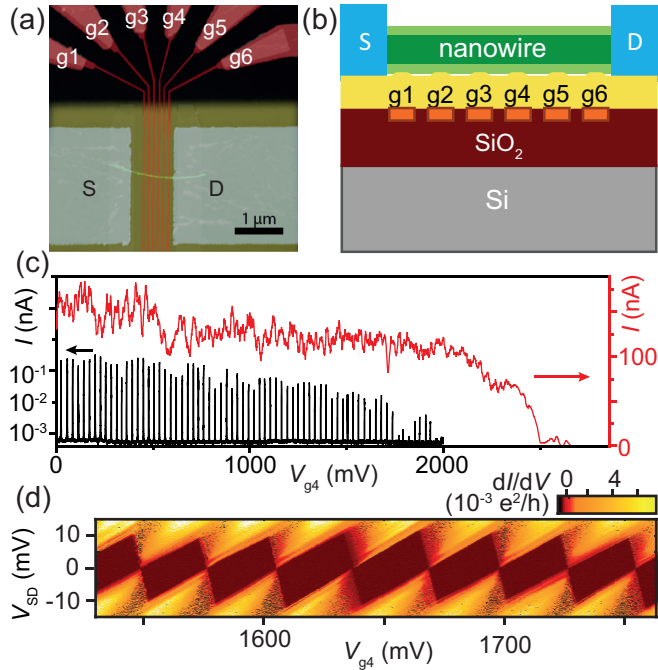 (a)
g1
g2
g3
g4
g5
g6
S
D
1 µm
(b)
S
nanowire
D
g1 g2 g3 g4 g5 g6
SiO2
Si
(c)
I (nA)
10-1
10-2
10-3
0
1000
2000
Vg4 (mV)
I (nA)
100
0
(d)
dI/dV
(10-3 e2/h)
0 4
VSD (mV)
10
0
-10
1600
1700
Vg4 (mV)